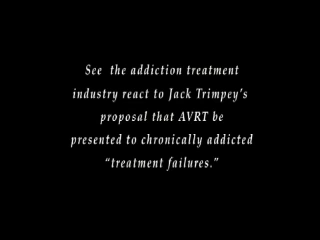 See the addiction treatment
industry react to Jack Trimpey's
proposal that AVRT be
presented to chronically addicted
“treatment failures.”